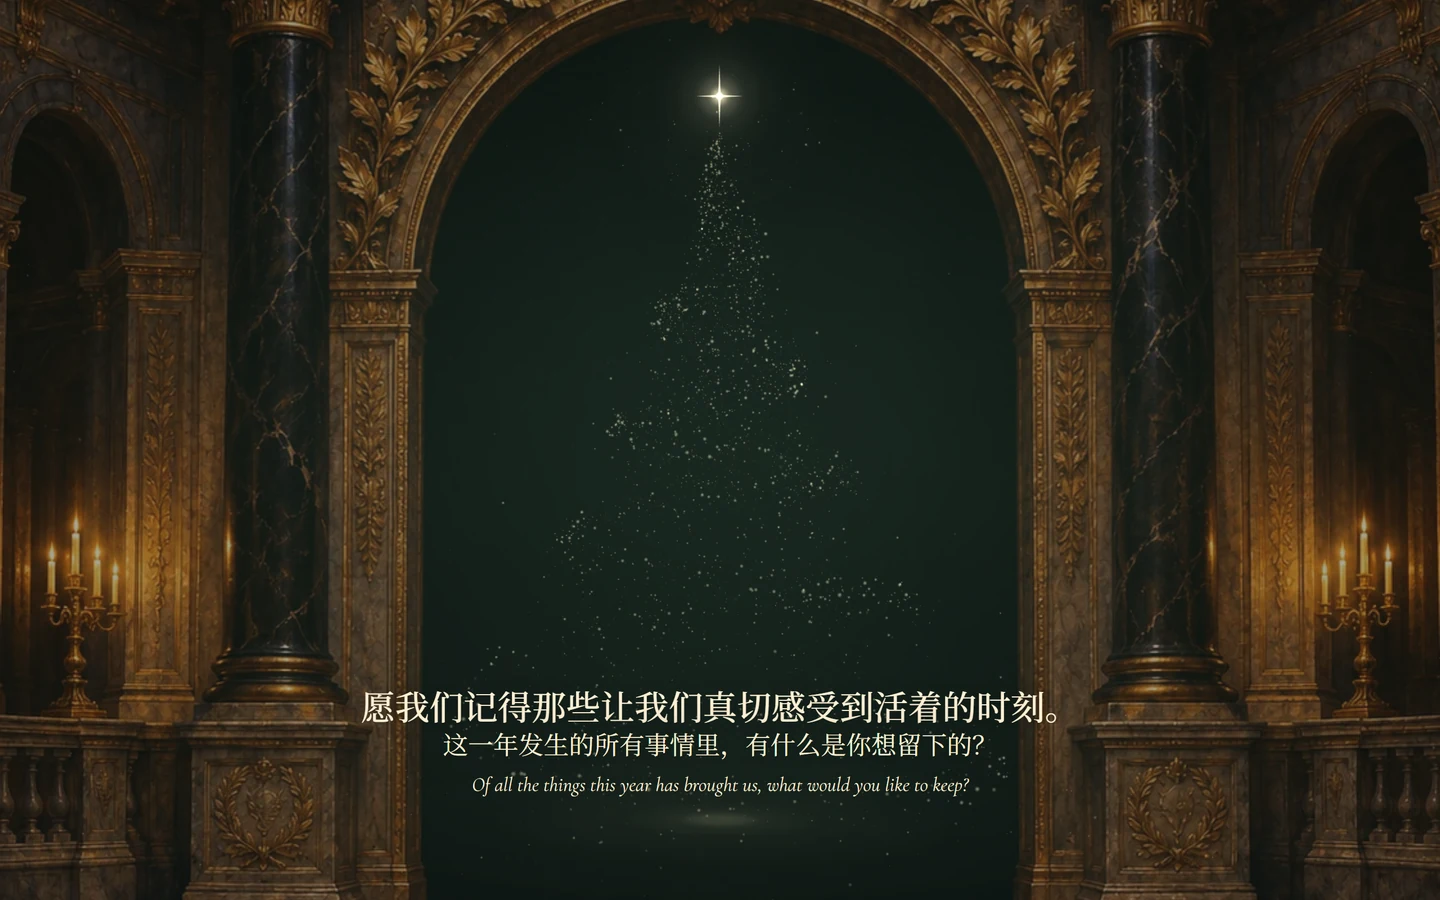 愿我们记得那些让我们真切感受到活着的时刻。
这一年发生的所有事情里，有什么是你想留下的？
Of all the things this year has brought us, what would you like to keep?